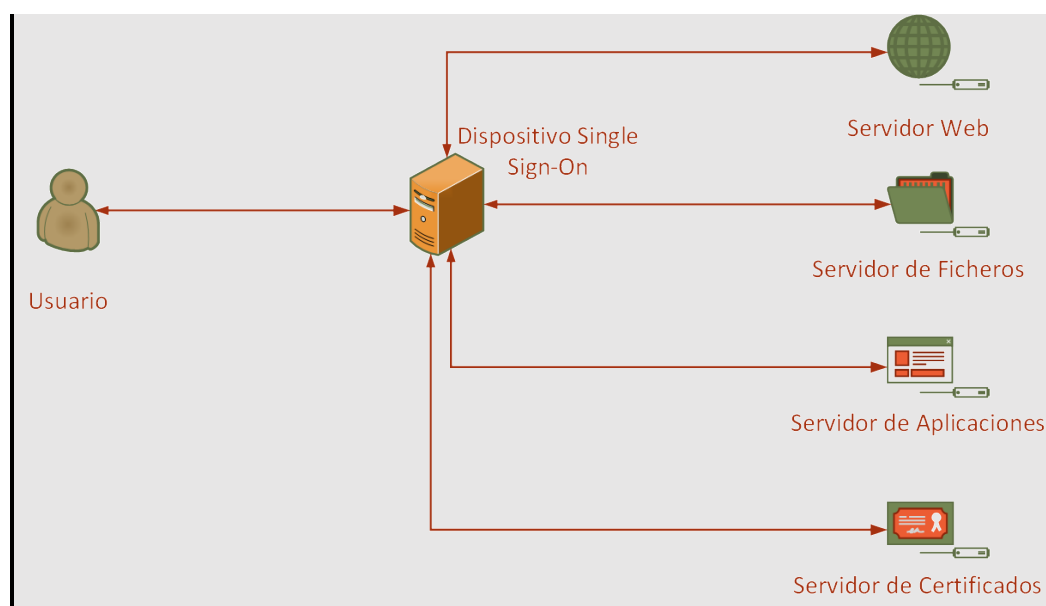 Dispositivo Single
Sign-On
Servidor Web
Servidor de Ficheros
Usuario
Servidor de Aplicaciones
Servidor de Certificados